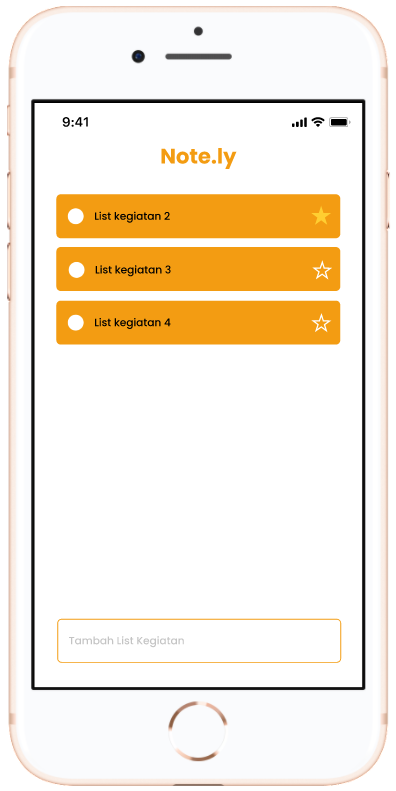 9:41
Note.ly
List kegiatan 2
List kegiatan 3
List kegiatan 4
Tambah List Kegiatan